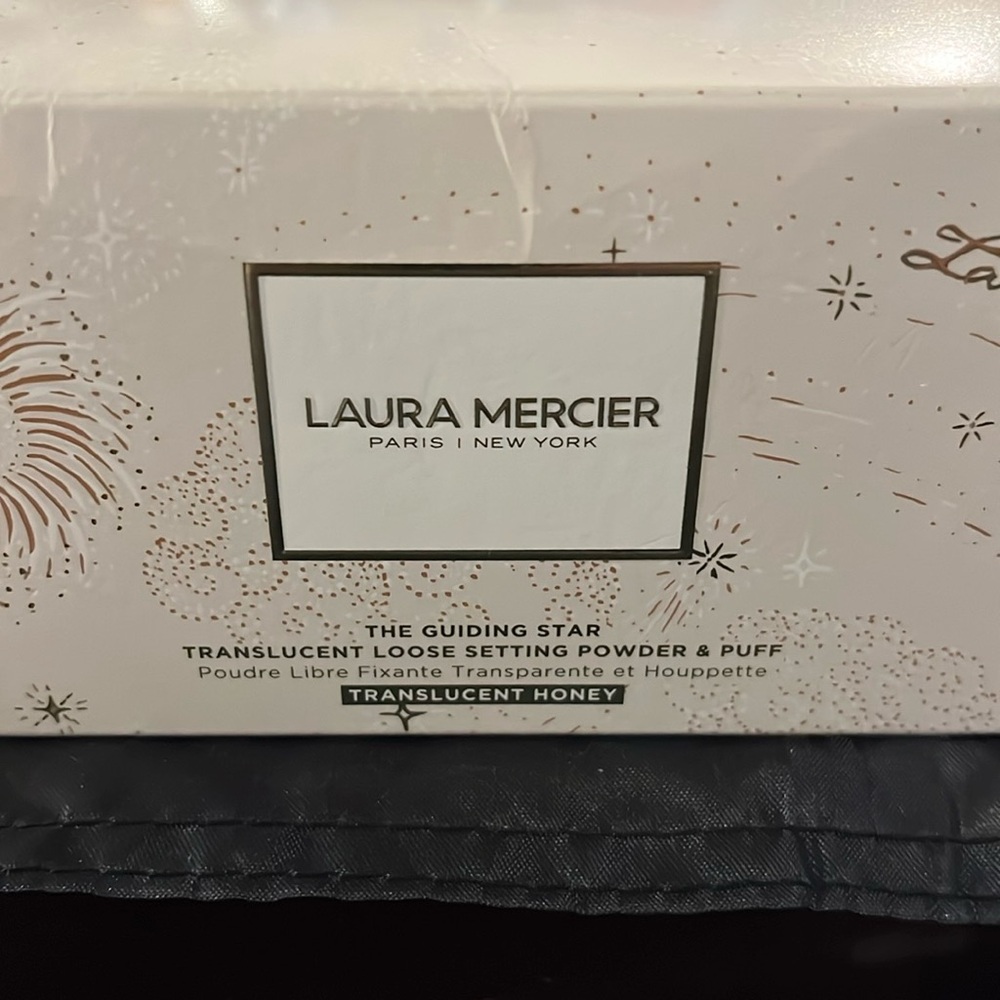 LAURA MERCIER
PARIS | NEW YORK
THE GUIDING STAR
TRANSLUCENT LOOSE SETTING POWDER & PUFF
Poudre Libre Fixante Transparente et Houppette
TRANSLUCENT HONEY